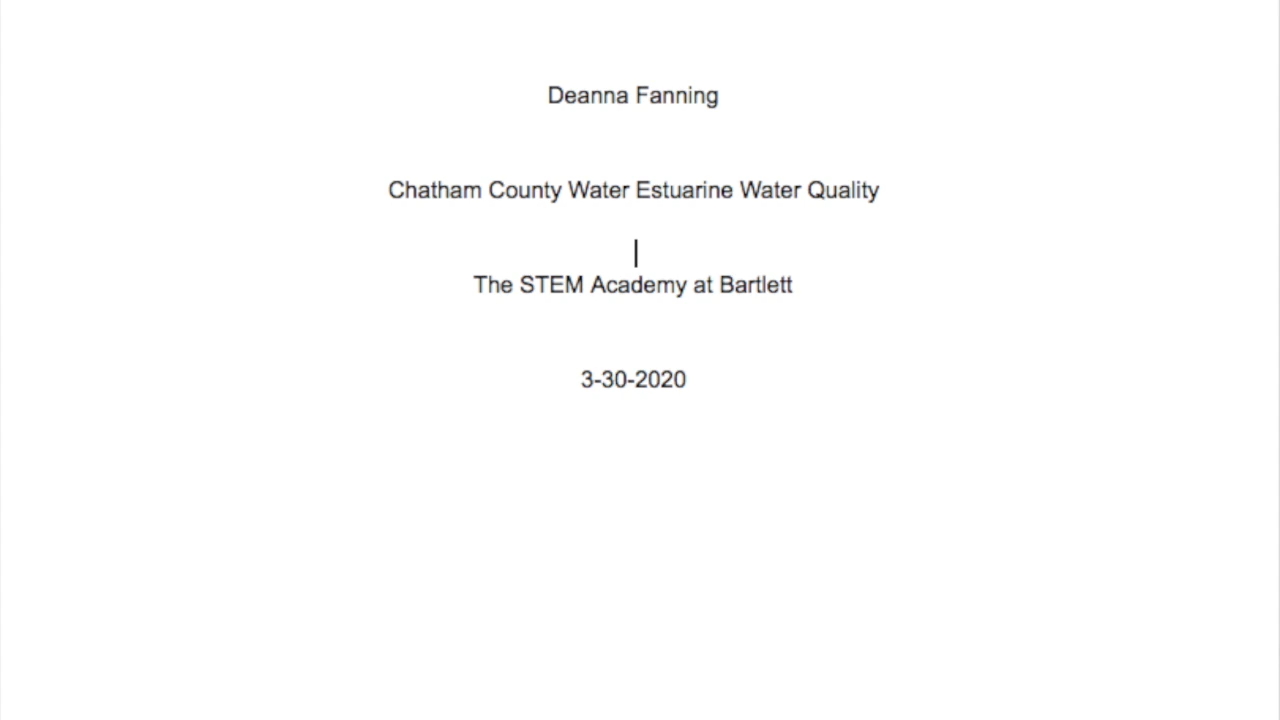 Deanna Fanning
Chatham County Water Estuarine Water Quality
The STEM Academy at Bartlett
3-30-2020